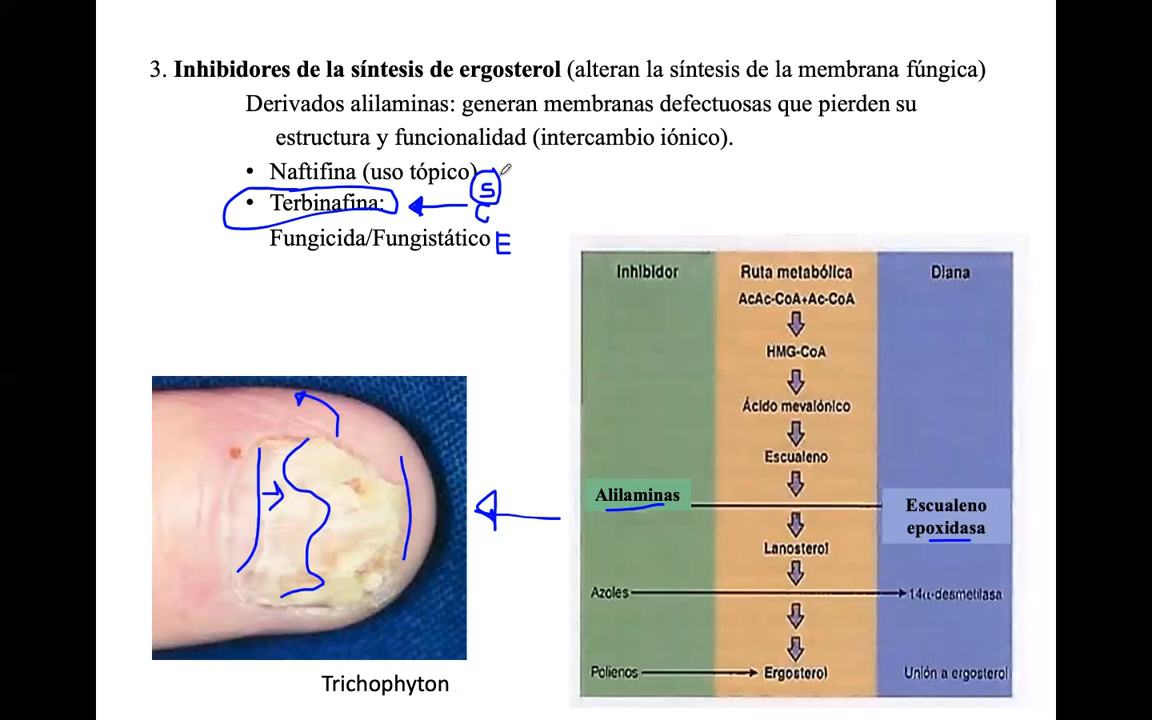 3. Inhibidores de la síntesis de ergosterol (alteran la síntesis de la membrana fúngica)
Derivados alilaminas: generan membranas defectuosas que pierden su
estructura y funcionalidad (intercambio iónico).
• Naftifina (uso tópico)
S
• Terbinafina:
C
Fungicida/Fungistático E
Inhibidor Ruta metabólica Diana
AcAc-CoA+Ac-CoA
HMG-CoA
Ácido mevalónico
Escualeno
Alilaminas
Escualeno
epoxidasa
Lanosterol
Azoles 14α-desmetilasa
Polienos Ergosterol Unión a ergosterol
Trichophyton